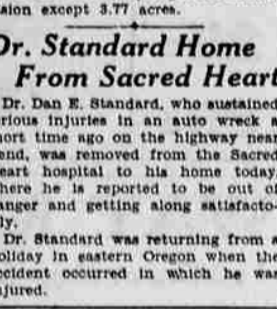 sion except 3.77 acres.
Dr. Standard Home
From Sacred Heart
Dr. Dan E. Standard, who sustained
rious injuries in an auto wreck a
hort time ago on the highway near
end, was removed from the Sacred
eart hospital to his home today,
here he is reported to be out of
anger and getting along satisfacto-
ly.
Dr. Standard was returning from a
oliday in eastern Oregon when the
ccident occurred in which he was
njured.